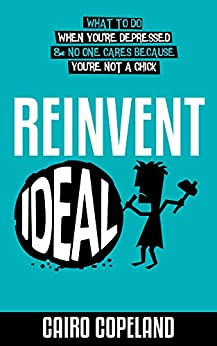 WHAT TO DO
WHEN YOU'RE DEPRESSED
& NO ONE CARES BECAUSE
YOU'RE NOT A CHICK
REINVENT
IDEAL
CAIRO COPELAND